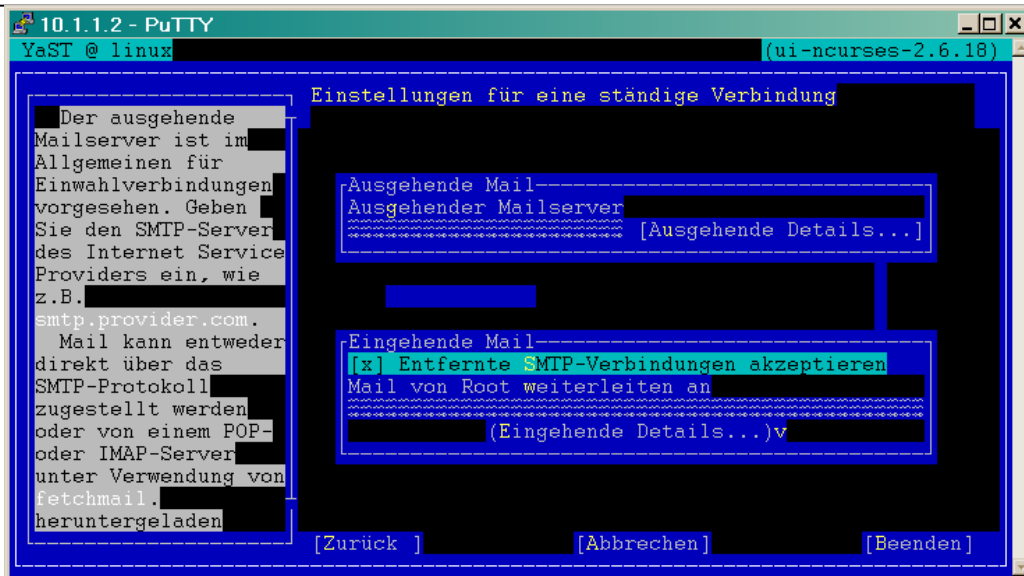 10.1.1.2 - PuTTY
YaST @ linux (ui-ncurses-2.6.18)
Der ausgehende
Mailserver ist im
Allgemeinen für
Einwahlverbindungen
vorgesehen. Geben
Sie den SMTP-Server
des Internet Service
Providers ein, wie
z.B.
smtp.provider.com.
Mail kann entweder
direkt über das
SMTP-Protokoll
zugestellt werden
oder von einem POP-
oder IMAP-Server
unter Verwendung von
fetchmail.
heruntergeladen
Einstellungen für eine ständige Verbindung
Ausgehende Mail
Ausgehender Mailserver
[Ausgehende Details...]
Eingehende Mail
[x] Entfernte SMTP-Verbindungen akzeptieren
Mail von Root weiterleiten an
(Eingehende Details...)v
[Zurück ] [Abbrechen] [Beenden]